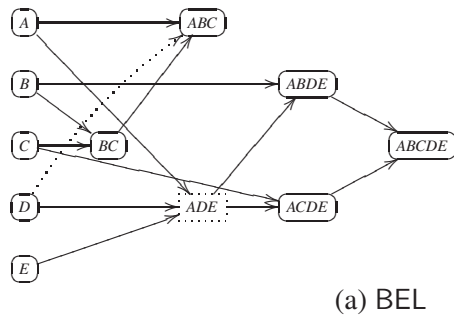 A ABC
B ABDE
C BC ABCDE
D ADE ACDE
E
(a) BEL